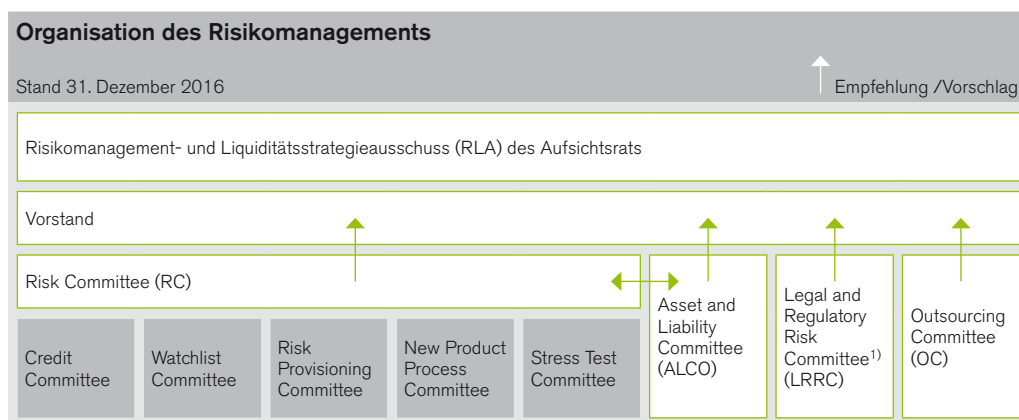 Organisation des Risikomanagements
Stand 31. Dezember 2016
Empfehlung /Vorschlag
Risikomanagement- und Liquiditätsstrategieausschuss (RLA) des Aufsichtsrats
Vorstand
Risk Committee (RC)
Credit
Committee
Watchlist
Committee
Risk
Provisioning
Committee
New Product
Process
Committee
Stress Test
Committee
Asset and
Liability
Committee
(ALCO)
Legal and
Regulatory
Risk
Committee1)
(LRRC)
Outsourcing
Committee
(OC)